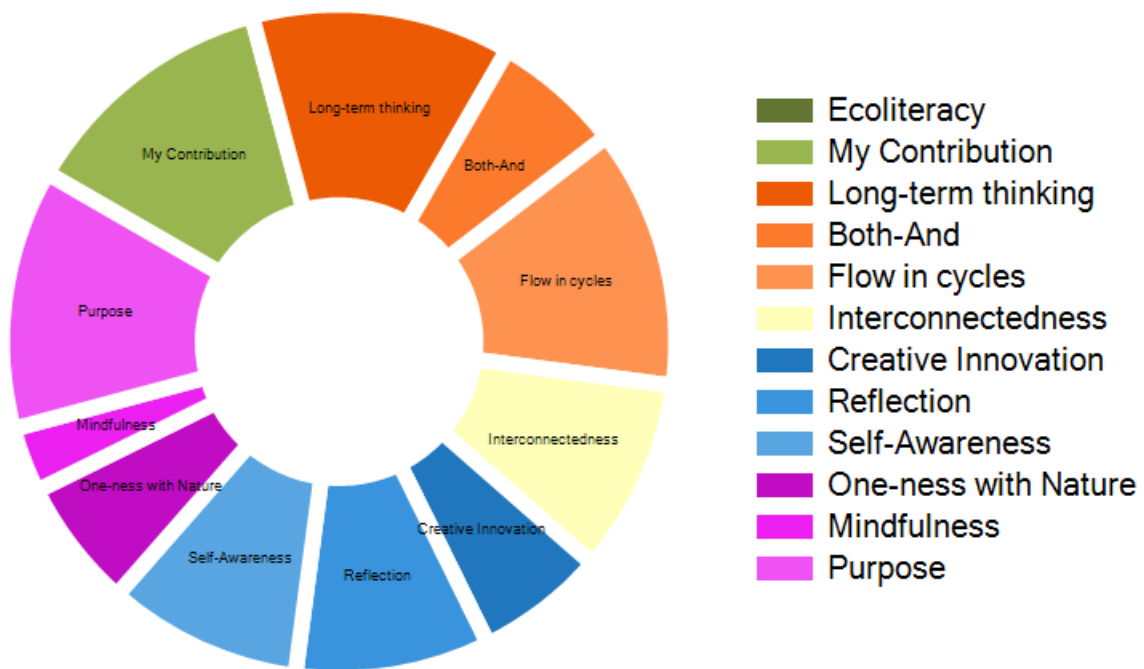 Long-term thinking
My Contribution
Both-And
Flow in cycles
Purpose
Mindfulness
Interconnectedness
One-ness with Nature
Creative Innovation
Self-Awareness
Reflection
Ecoliteracy
My Contribution
Long-term thinking
Both-And
Flow in cycles
Interconnectedness
Creative Innovation
Reflection
Self-Awareness
One-ness with Nature
Mindfulness
Purpose